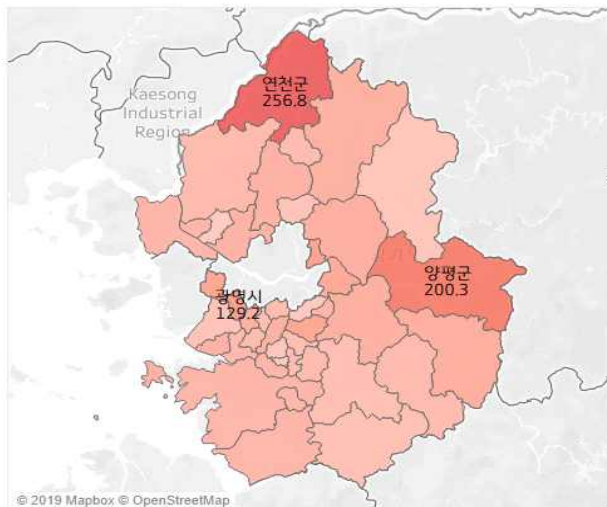 연천군
256.8
Kaesong
Industrial
Region
양평군
200.3
광명시
129.2
© 2019 Mapbox © OpenStreetMap